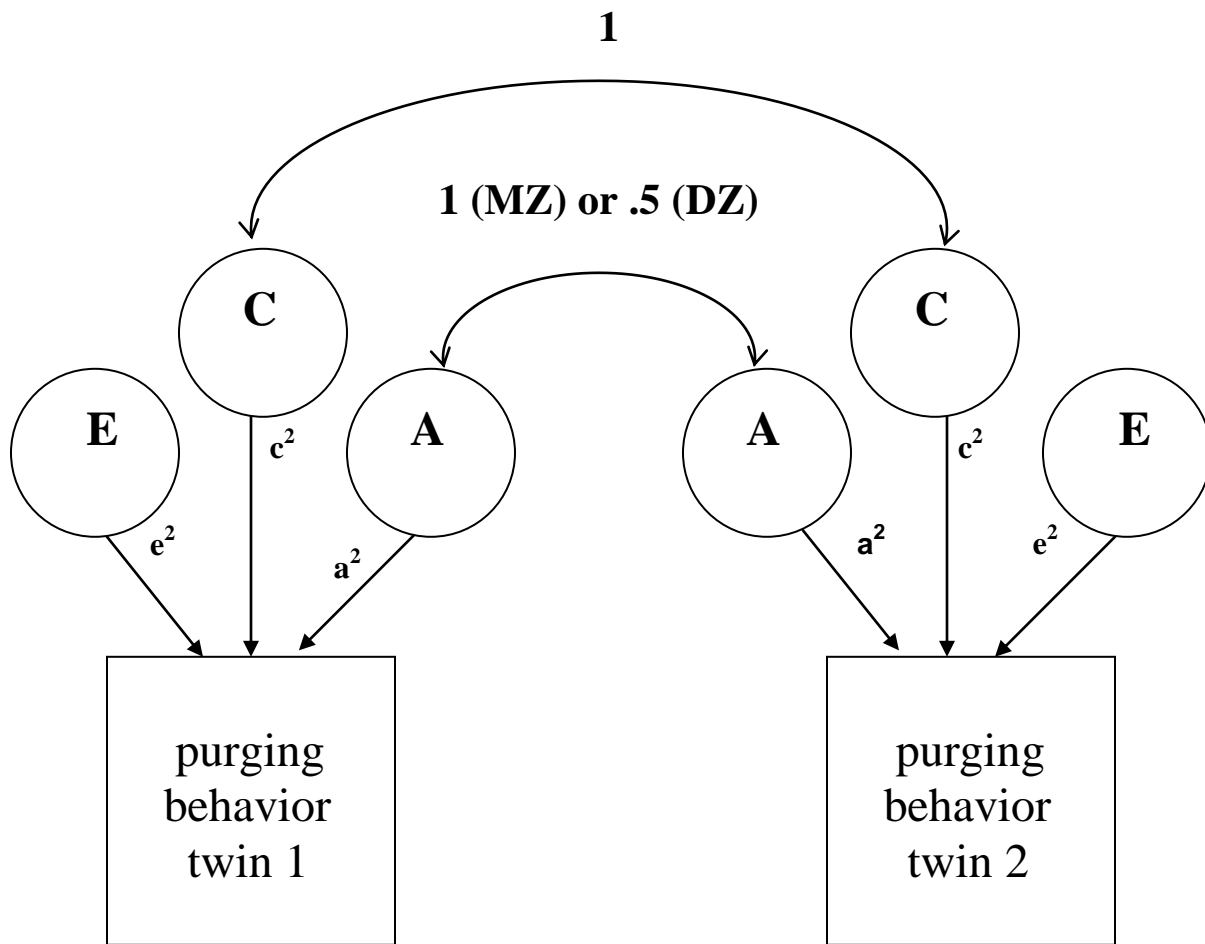 1
1 (MZ) or .5 (DZ)
C
C
E
A
A
E
c²
c²
e²
a²
a²
e²
purging
behavior
twin 1
purging
behavior
twin 2